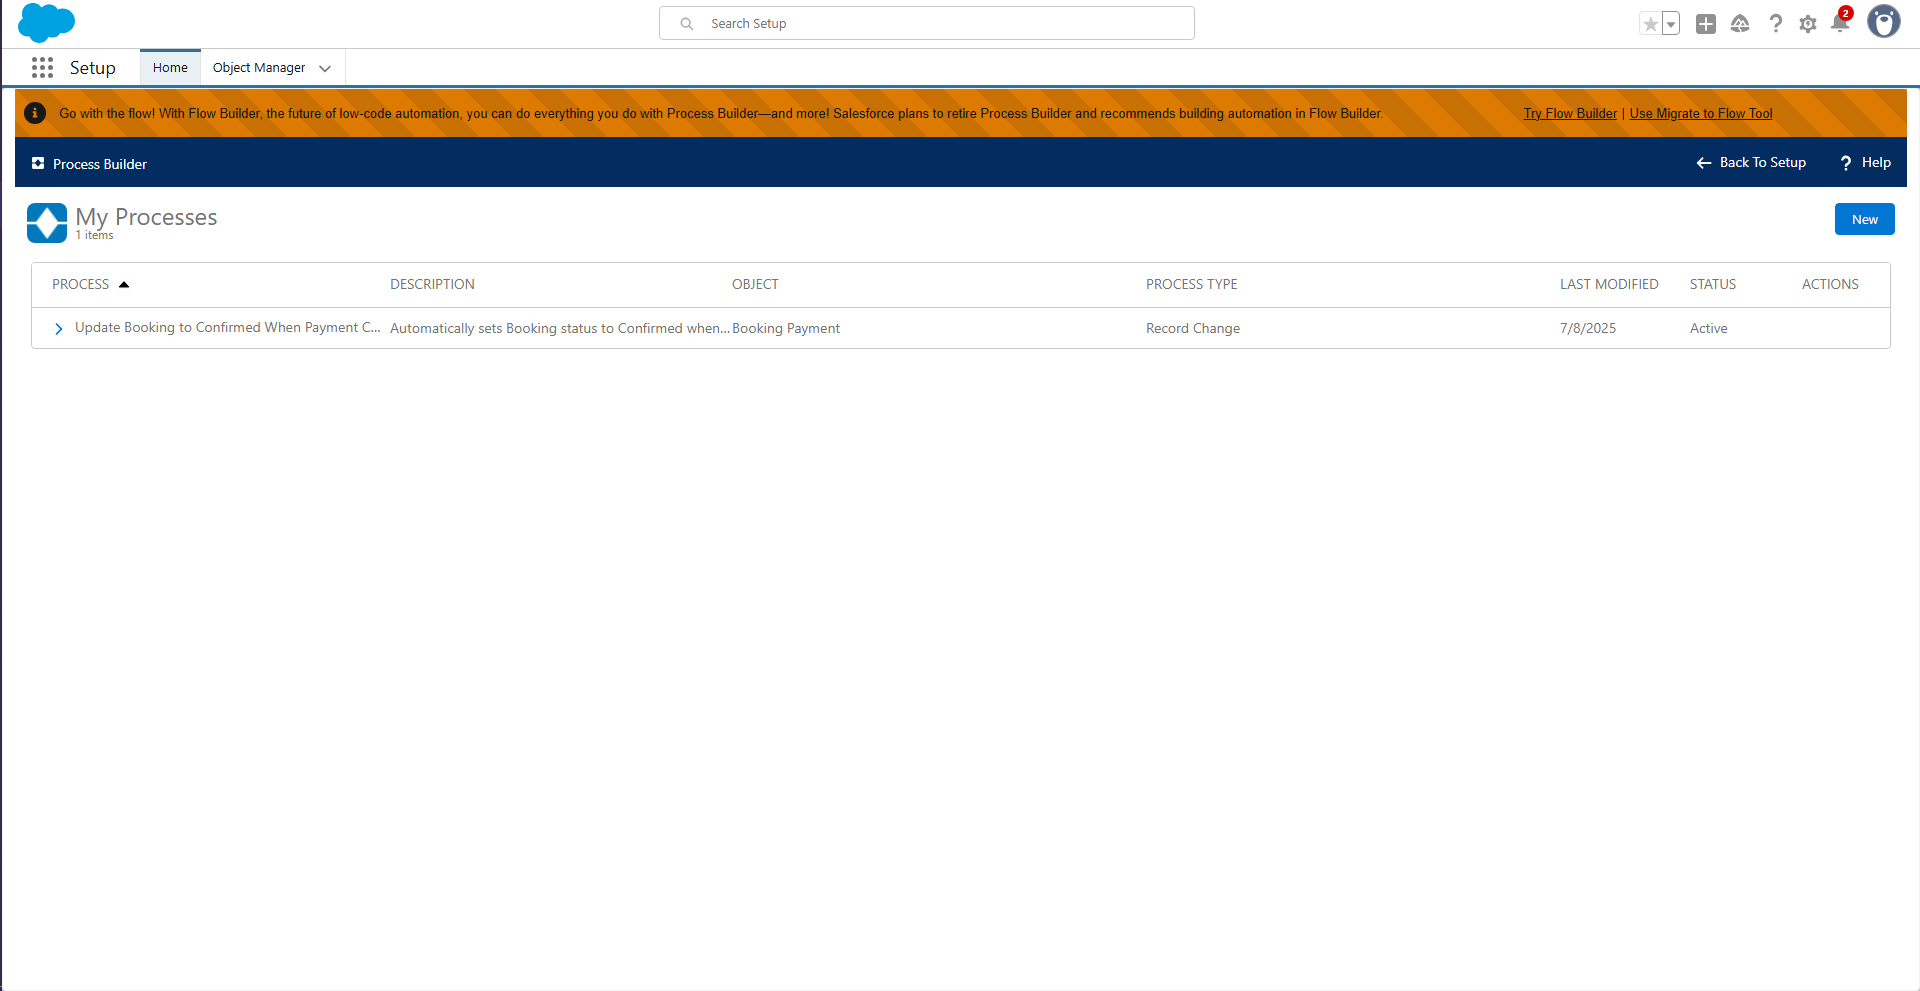 Search Setup
2
Setup
Home
Object Manager
Go with the flow! With Flow Builder, the future of low-code automation, you can do everything you do with Process Builder—and more! Salesforce plans to retire Process Builder and recommends building automation in Flow Builder.
Try Flow Builder | Use Migrate to Flow Tool
Process Builder
Back To Setup
? Help
My Processes
1 items
New
PROCESS DESCRIPTION OBJECT PROCESS TYPE LAST MODIFIED STATUS ACTIONS
Update Booking to Confirmed When Payment C... Automatically sets Booking status to Confirmed when... Booking Payment Record Change 7/8/2025 Active